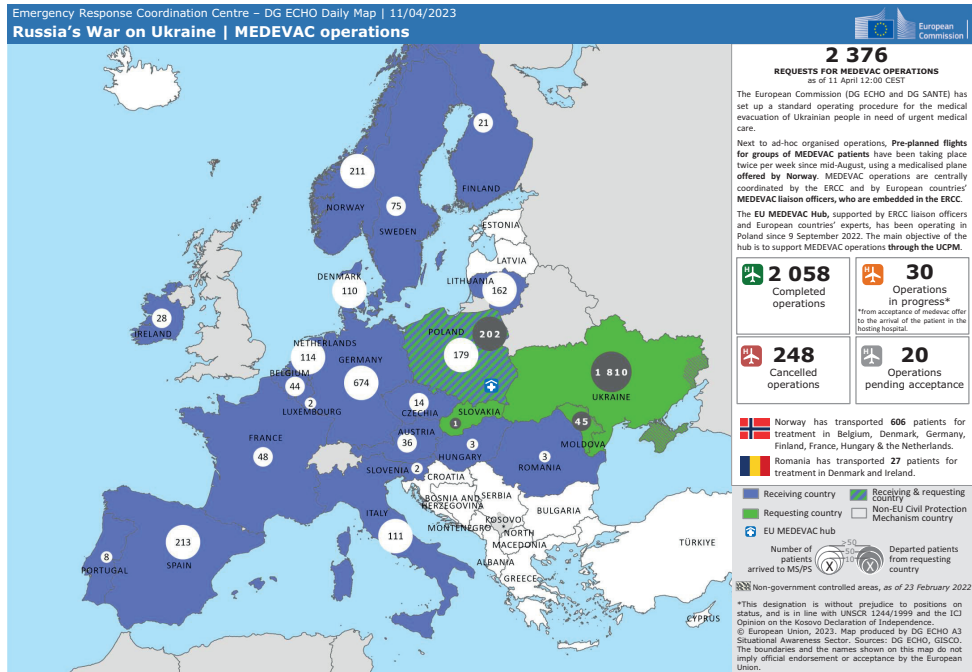 Emergency Response Coordination Centre – DG ECHO Daily Map | 11/04/2023
Russia's War on Ukraine | MEDEVAC operations
European
Commission
2 376
REQUESTS FOR MEDEVAC OPERATIONS
as of 11 April 12:00 CEST
The European Commission (DG ECHO and DG SANTE) has
set up a standard operating procedure for the medical
evacuation of Ukrainian people in need of urgent medical
care.
Next to ad-hoc organised operations, Pre-planned flights
for groups of MEDEVAC patients have been taking place
twice per week since mid-August, using a medicalised plane
offered by Norway. MEDEVAC operations are centrally
coordinated by the ERCC and by European countries'
MEDEVAC liaison officers, who are embedded in the ERCC.
The EU MEDEVAC Hub, supported by ERCC liaison officers
and European countries' experts, has been operating in
Poland since 9 September 2022. The main objective of the
hub is to support MEDEVAC operations through the UCPM.
H
2 058
Completed
operations
H
30
Operations
in progress*
*from acceptance of medevac offer
to the arrival of the patient in the
hosting hospital.
H
248
Cancelled
operations
H
20
Operations
pending acceptance
Norway has transported 606 patients for
treatment in Belgium, Denmark, Germany,
Finland, France, Hungary & the Netherlands.
Romania has transported 27 patients for
treatment in Denmark and Ireland.
Receiving country
Receiving & requesting
country
Requesting country
Non-EU Civil Protection
Mechanism country
EU MEDEVAC hub
Number of
patients
arrived to MS/PS
>50
50
10
X
X
Departed patients
from requesting
country
Non-government controlled areas, as of 23 February 2022
*This designation is without prejudice to positions on
status, and is in line with UNSCR 1244/1999 and the ICJ
Opinion on the Kosovo Declaration of Independence.
© European Union, 2023. Map produced by DG ECHO A3
Situational Awareness Sector. Sources: DG ECHO, GISCO.
The boundaries and the names shown on this map do not
imply official endorsement or acceptance by the European
Union.
21
FINLAND
211
NORWAY
75
SWEDEN
ESTONIA
LATVIA
LITHUANIA
162
DENMARK
110
28
IRELAND
NETHERLANDS
114
POLAND
202
179
GERMANY
674
BELGIUM
44
2
LUXEMBOURG
1 810
UKRAINE
14
CZECHIA
SLOVAKIA
1
45
MOLDOVA
AUSTRIA
36
3
HUNGARY
3
ROMANIA
FRANCE
48
SLOVENIA
2
CROATIA
BOSNIA AND
HERZEGOVINA
SERBIA
MONTENEGRO
KOSOVO
*
NORTH
MACEDONIA
BULGARIA
ALBANIA
GREECE
TÜRKIYE
CYPRUS
ITALY
111
213
SPAIN
8
PORTUGAL